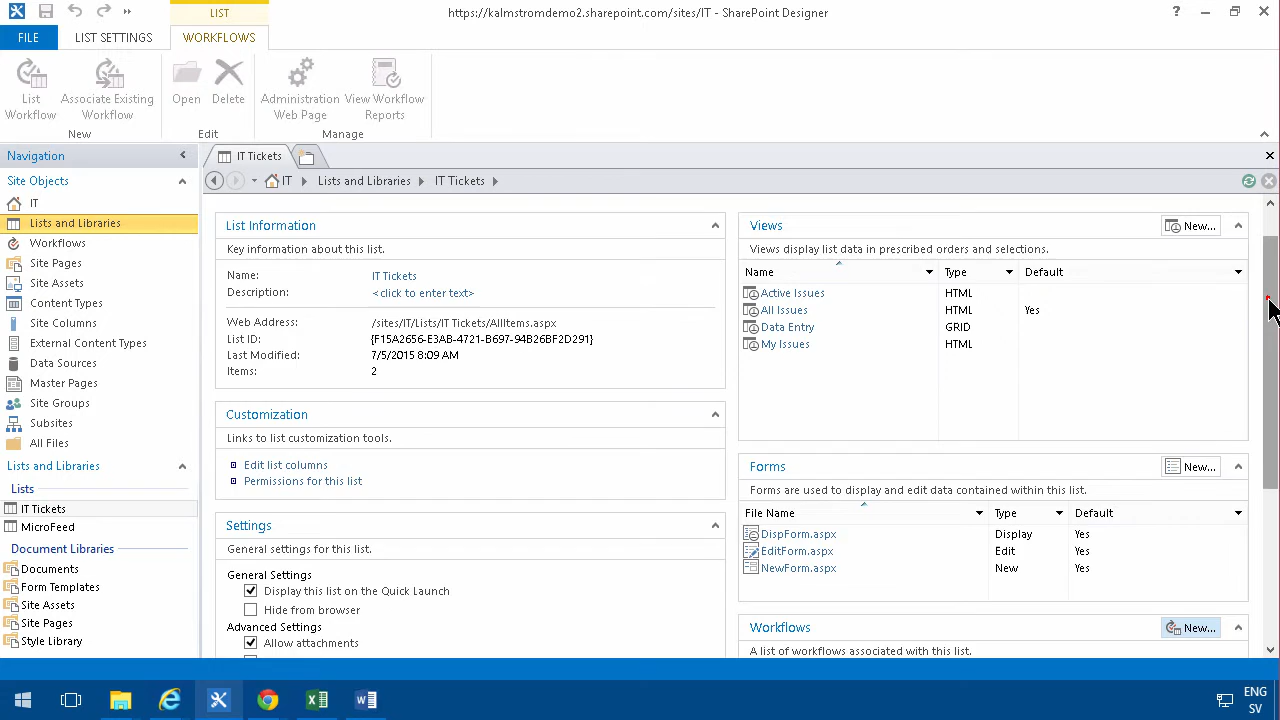 LIST
https://kalmstromdemo2.sharepoint.com/sites/IT - SharePoint Designer
FILE
LIST SETTINGS
WORKFLOWS
List Workflow
Associate Existing Workflow
Open
Delete
Administration Web Page
View Workflow Reports
New
Edit
Manage
Navigation
Site Objects
IT
Lists and Libraries
Workflows
Site Pages
Site Assets
Content Types
Site Columns
External Content Types
Data Sources
Master Pages
Site Groups
Subsites
All Files
Lists and Libraries
Lists
IT Tickets
MicroFeed
Document Libraries
Documents
Form Templates
Site Assets
Site Pages
Style Library
IT Tickets
IT
Lists and Libraries
IT Tickets
List Information
Key information about this list.
Name: IT Tickets
Description: <click to enter text>
Web Address: /sites/IT/Lists/IT Tickets/AllItems.aspx
List ID: {F15A2656-E3AB-4721-B697-94B26BF2D291}
Last Modified: 7/5/2015 8:09 AM
Items: 2
Customization
Links to list customization tools.
Edit list columns
Permissions for this list
Settings
General settings for this list.
General Settings
Display this list on the Quick Launch
Hide from browser
Advanced Settings
Allow attachments
Views
New...
Views display list data in prescribed orders and selections.
Name Type Default
Active Issues HTML
All Issues HTML Yes
Data Entry GRID
My Issues HTML
Forms
New...
Forms are used to display and edit data contained within this list.
File Name Type Default
DispForm.aspx Display Yes
EditForm.aspx Edit Yes
NewForm.aspx New Yes
Workflows
New...
A list of workflows associated with this list.
ENG
SV